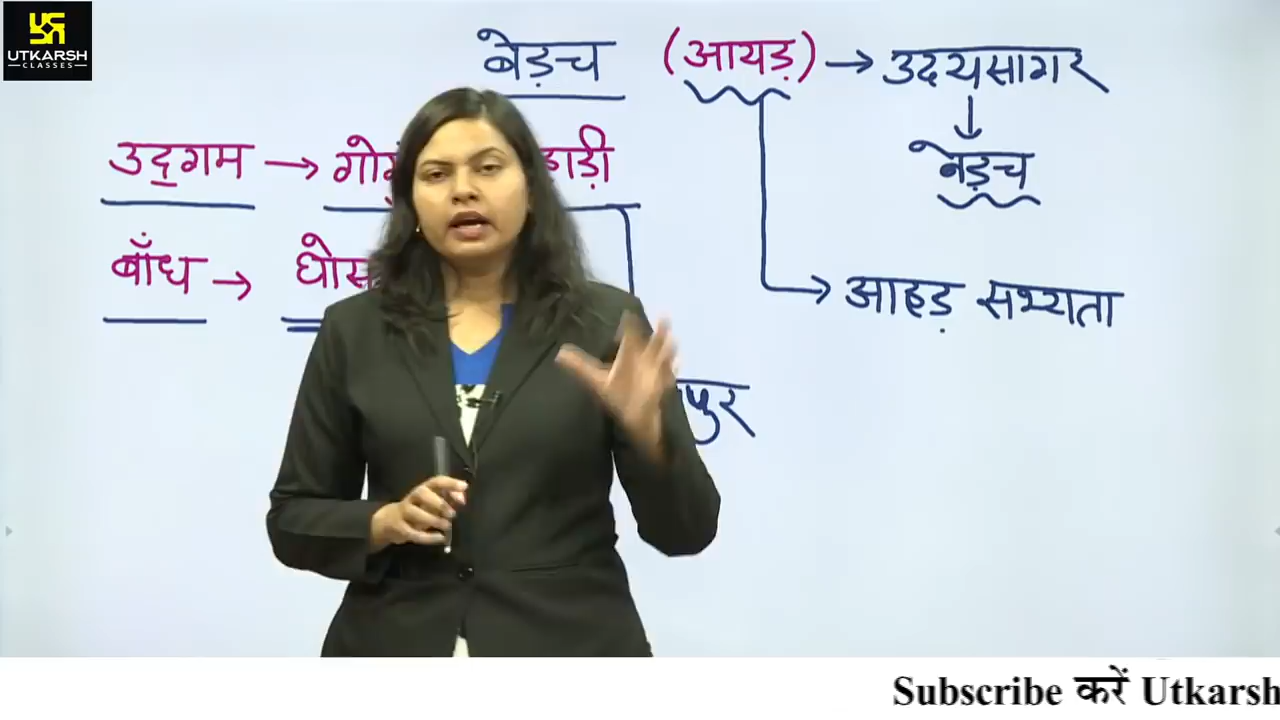 UTKARSH
CLASSES
बेड़च (आयड़) → उदयसागर
↓
बेड़च
उद्गम →
बाँध →
→ आहड़ सभ्यता
Subscribe करें Utkarsh